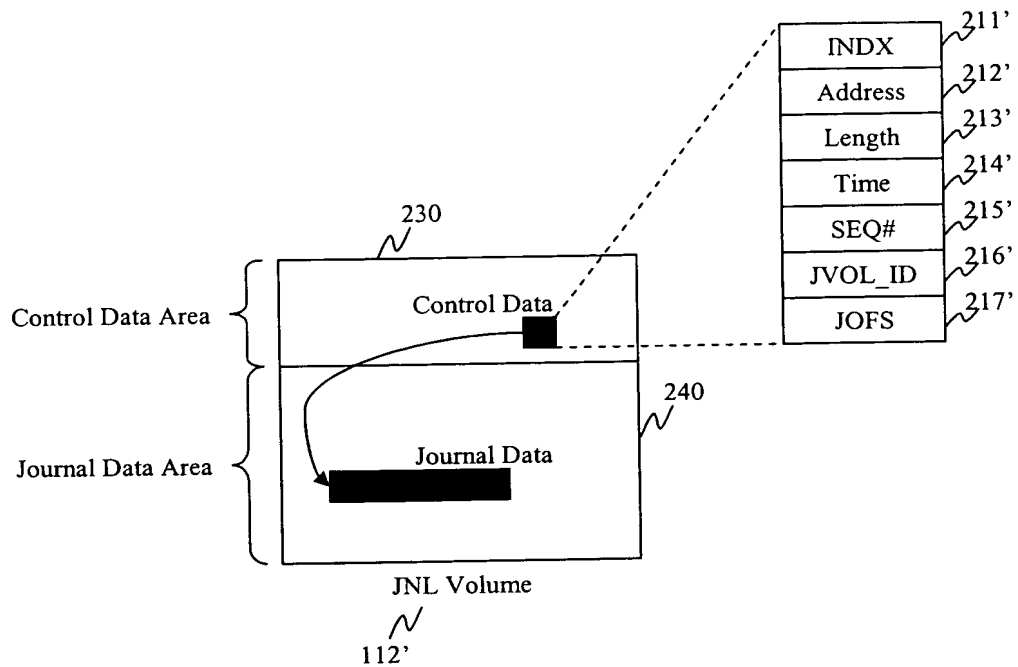 INDX 211'
Address 212'
Length 213'
Time 214'
SEQ# 215'
JVOL_ID 216'
JOFS 217'
230
Control Data Area
Control Data
240
Journal Data Area
Journal Data
JNL Volume
112'